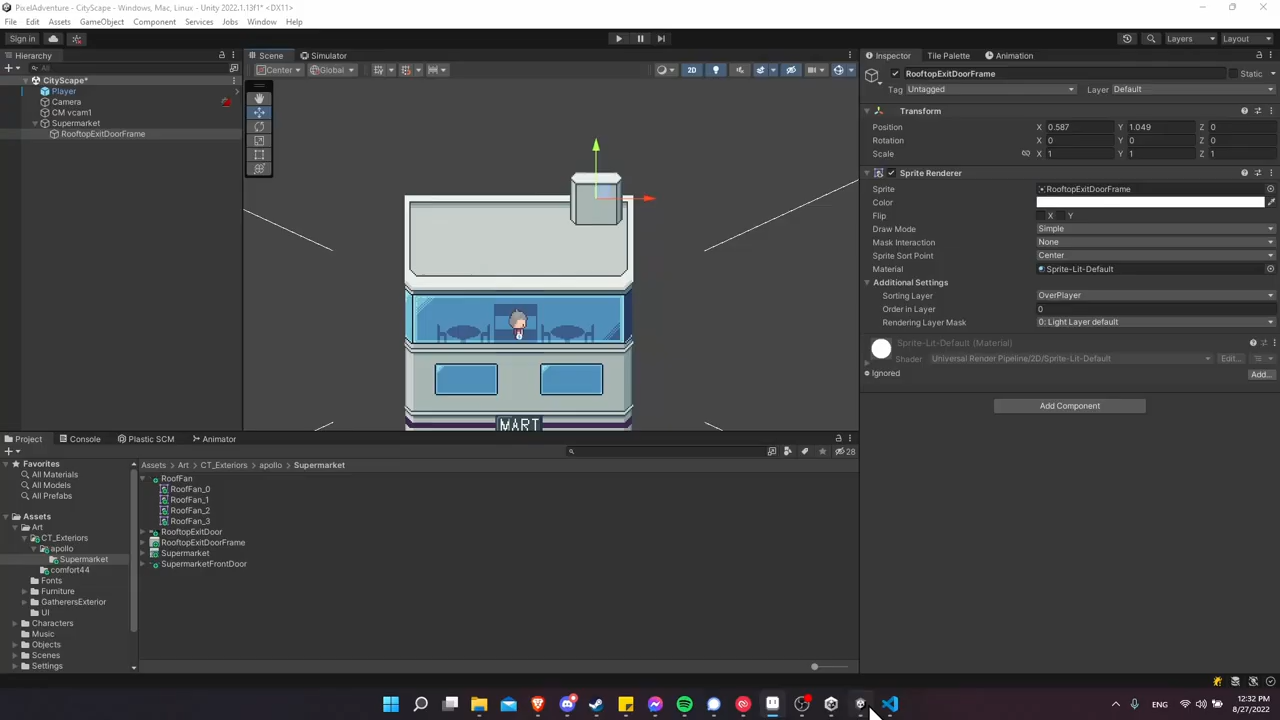 PixelAdventure - CityScape - Windows, Mac, Linux - Unity 2022.1.13f1* <DX11>
File Edit Assets GameObject Component Services Jobs Window Help
Sign in Layers Layout
Hierarchy Scene Simulator Inspector Tile Palette Animation
All Center Global 2D
CityScape*
Player
Camera
CM vcam1
Supermarket
RooftopExitDoorFrame
MART
RooftopExitDoorFrame Static
Tag Untagged Layer Default
Transform
Position X 0.587 Y 1.049 Z 0
Rotation X 0 Y 0 Z 0
Scale X 1 Y 1 Z 1
Sprite Renderer
Sprite RooftopExitDoorFrame
Color
Flip X Y
Draw Mode Simple
Mask Interaction None
Sprite Sort Point Center
Material Sprite-Lit-Default
Additional Settings
Sorting Layer OverPlayer
Order in Layer 0
Rendering Layer Mask 0: Light Layer default
Sprite-Lit-Default (Material)
Shader Universal Render Pipeline/2D/Sprite-Lit-Default Edit...
Ignored Add...
Add Component
Project Console Plastic SCM Animator
28
Favorites
All Materials
All Models
All Prefabs
Assets
Art
CT_Exteriors
apollo
Supermarket
comfort44
Fonts
Furniture
GatherersExterior
UI
Characters
Music
Objects
Scenes
Settings
Assets Art CT_Exteriors apollo Supermarket
RoofFan
RoofFan_0
RoofFan_1
RoofFan_2
RoofFan_3
RooftopExitDoor
RooftopExitDoorFrame
Supermarket
SupermarketFrontDoor
ENG
12:32 PM
8/27/2022